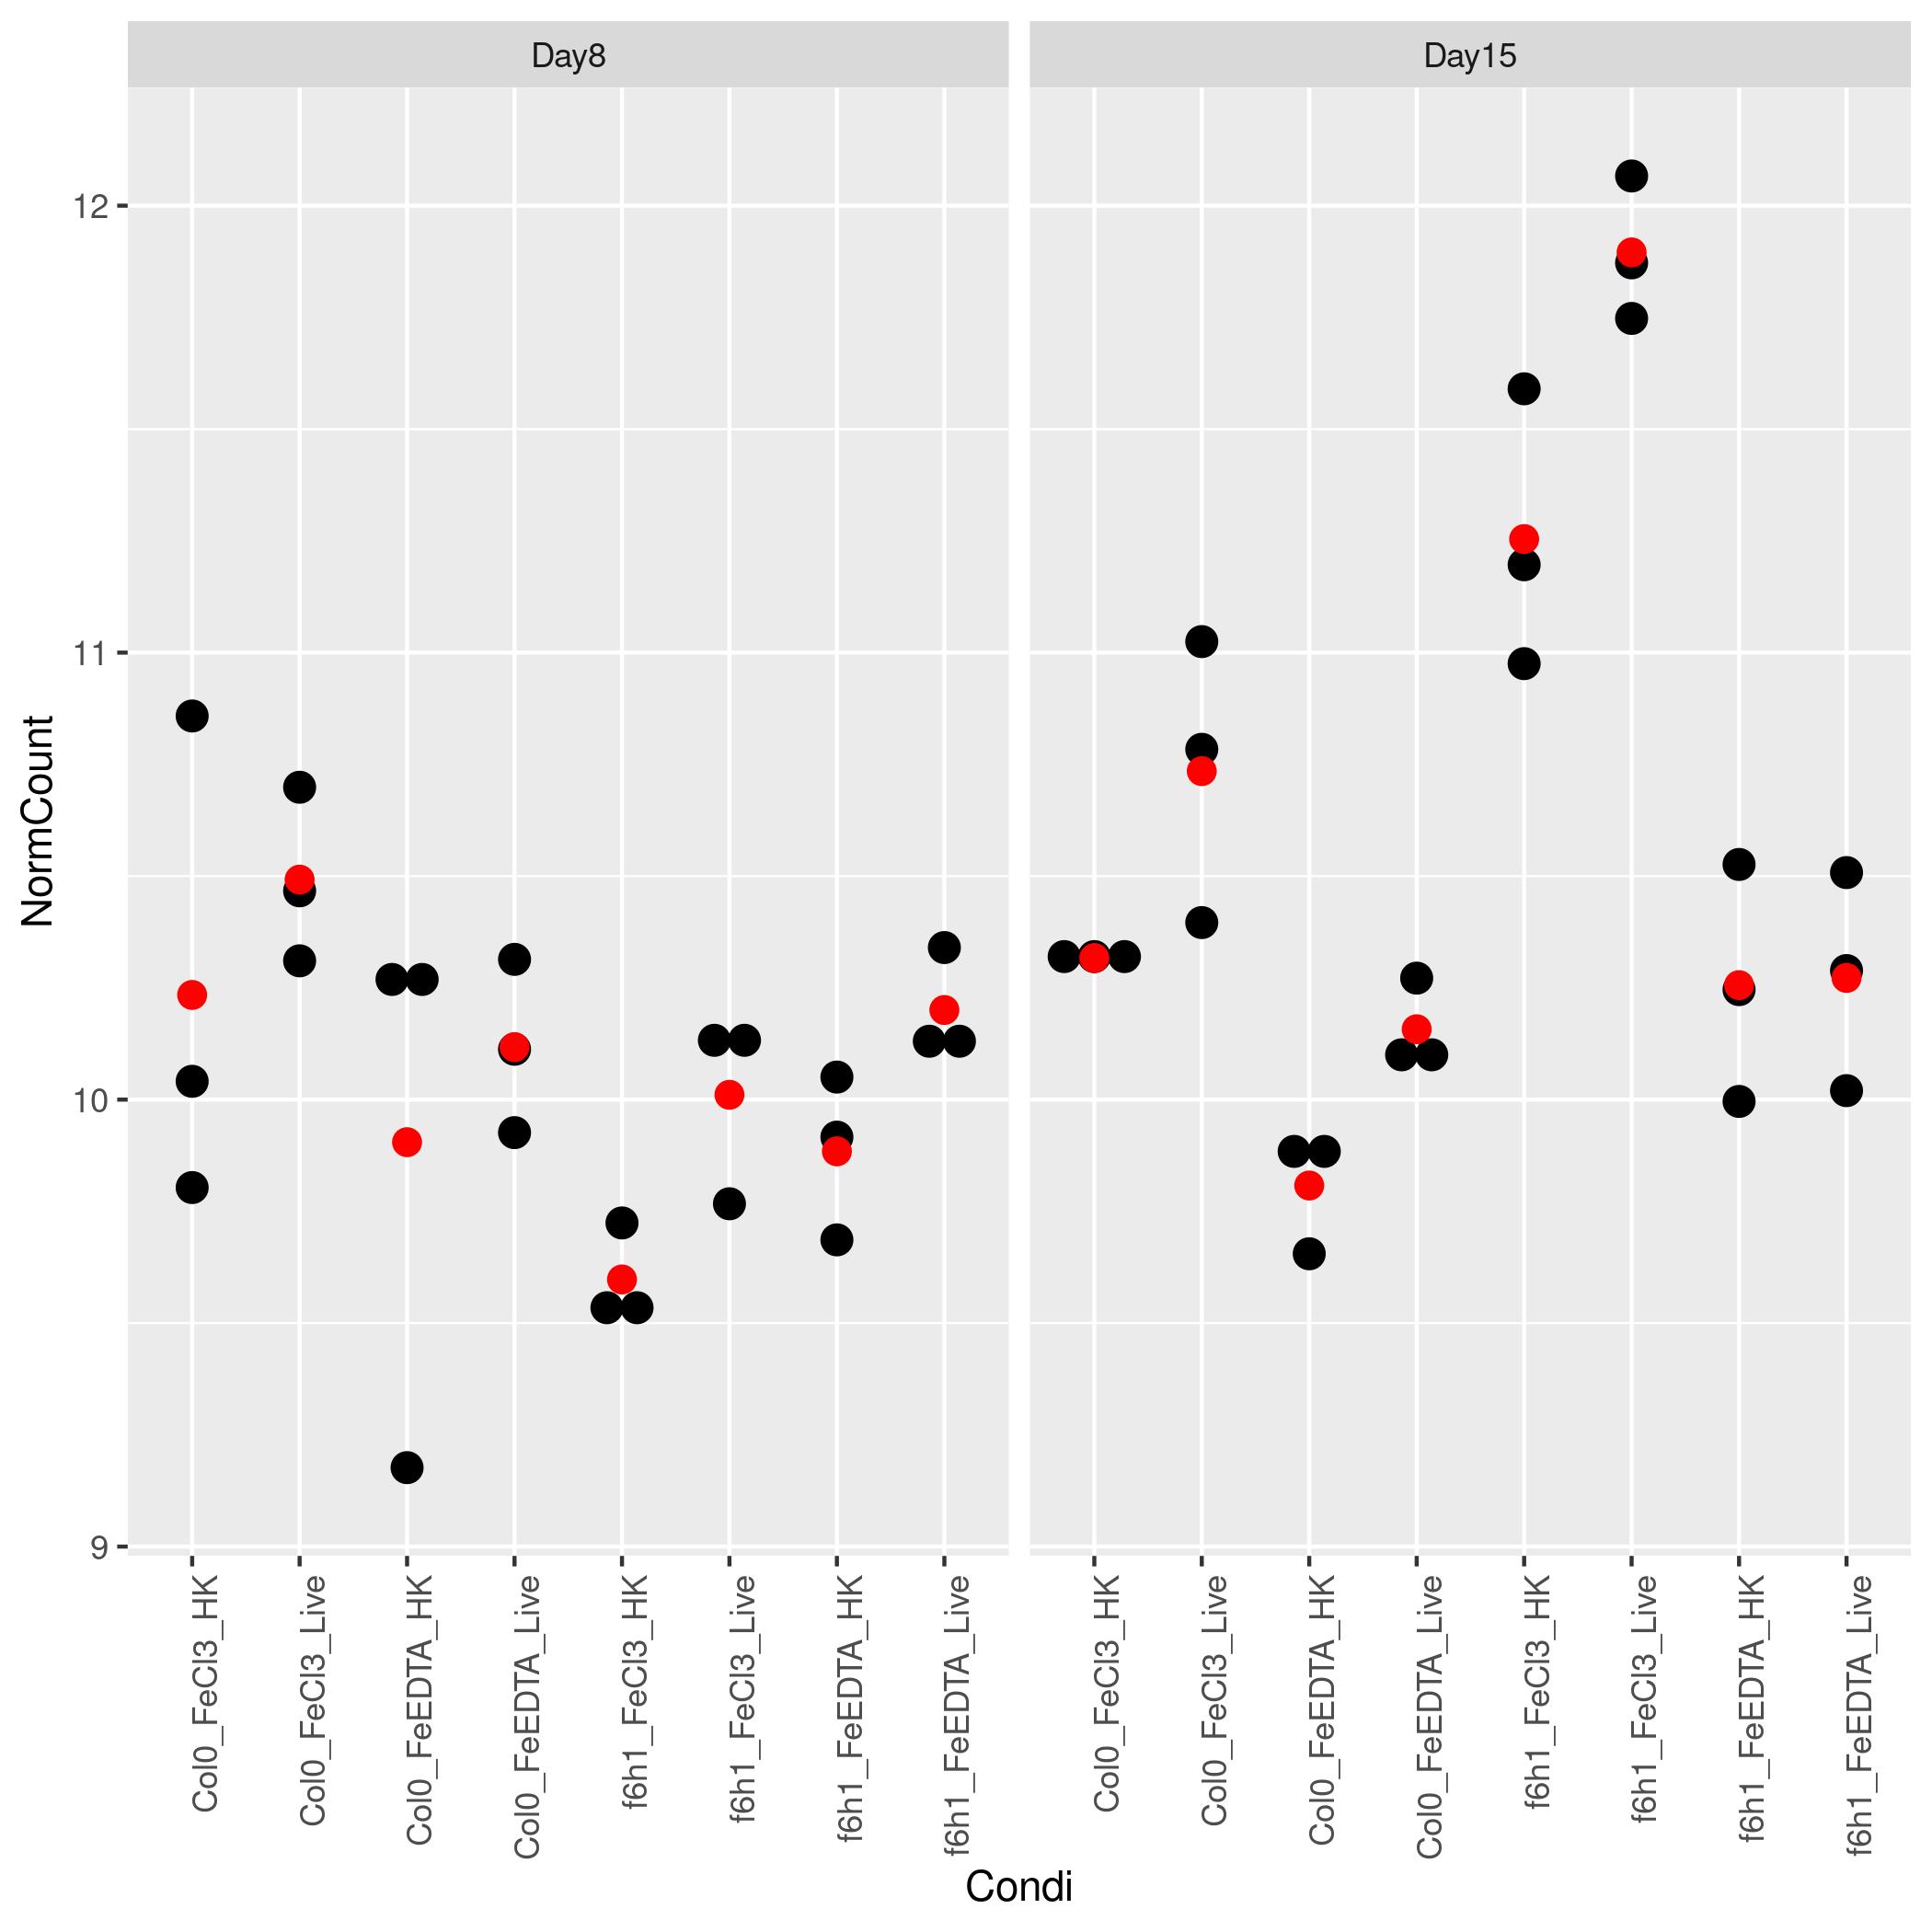 Day8
Day15
NormCount
12
11
10
9
Col0_FeCl3_HK
Col0_FeCl3_Live
Col0_FeEDTA_HK
Col0_FeEDTA_Live
f6h1_FeCl3_HK
f6h1_FeCl3_Live
f6h1_FeEDTA_HK
f6h1_FeEDTA_Live
Col0_FeCl3_HK
Col0_FeCl3_Live
Col0_FeEDTA_HK
Col0_FeEDTA_Live
f6h1_FeCl3_HK
f6h1_FeCl3_Live
f6h1_FeEDTA_HK
f6h1_FeEDTA_Live
Condi